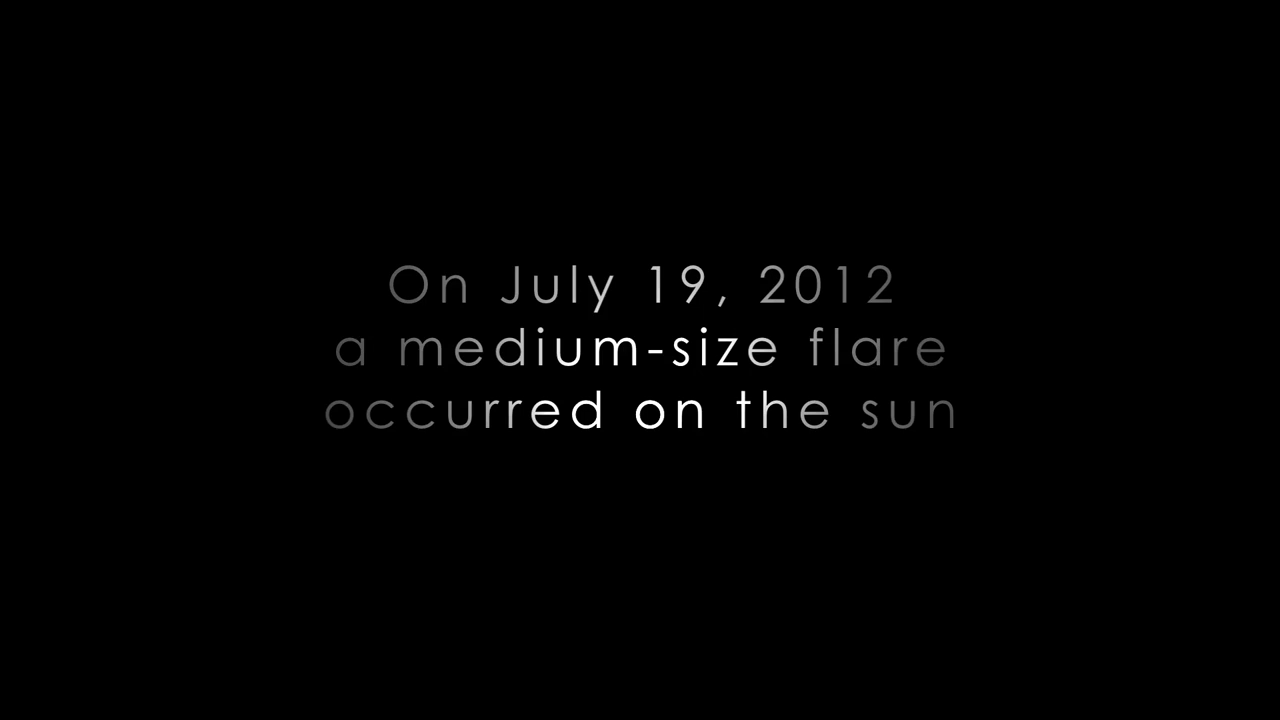 On July 19, 2012
a medium-size flare
occurred on the sun